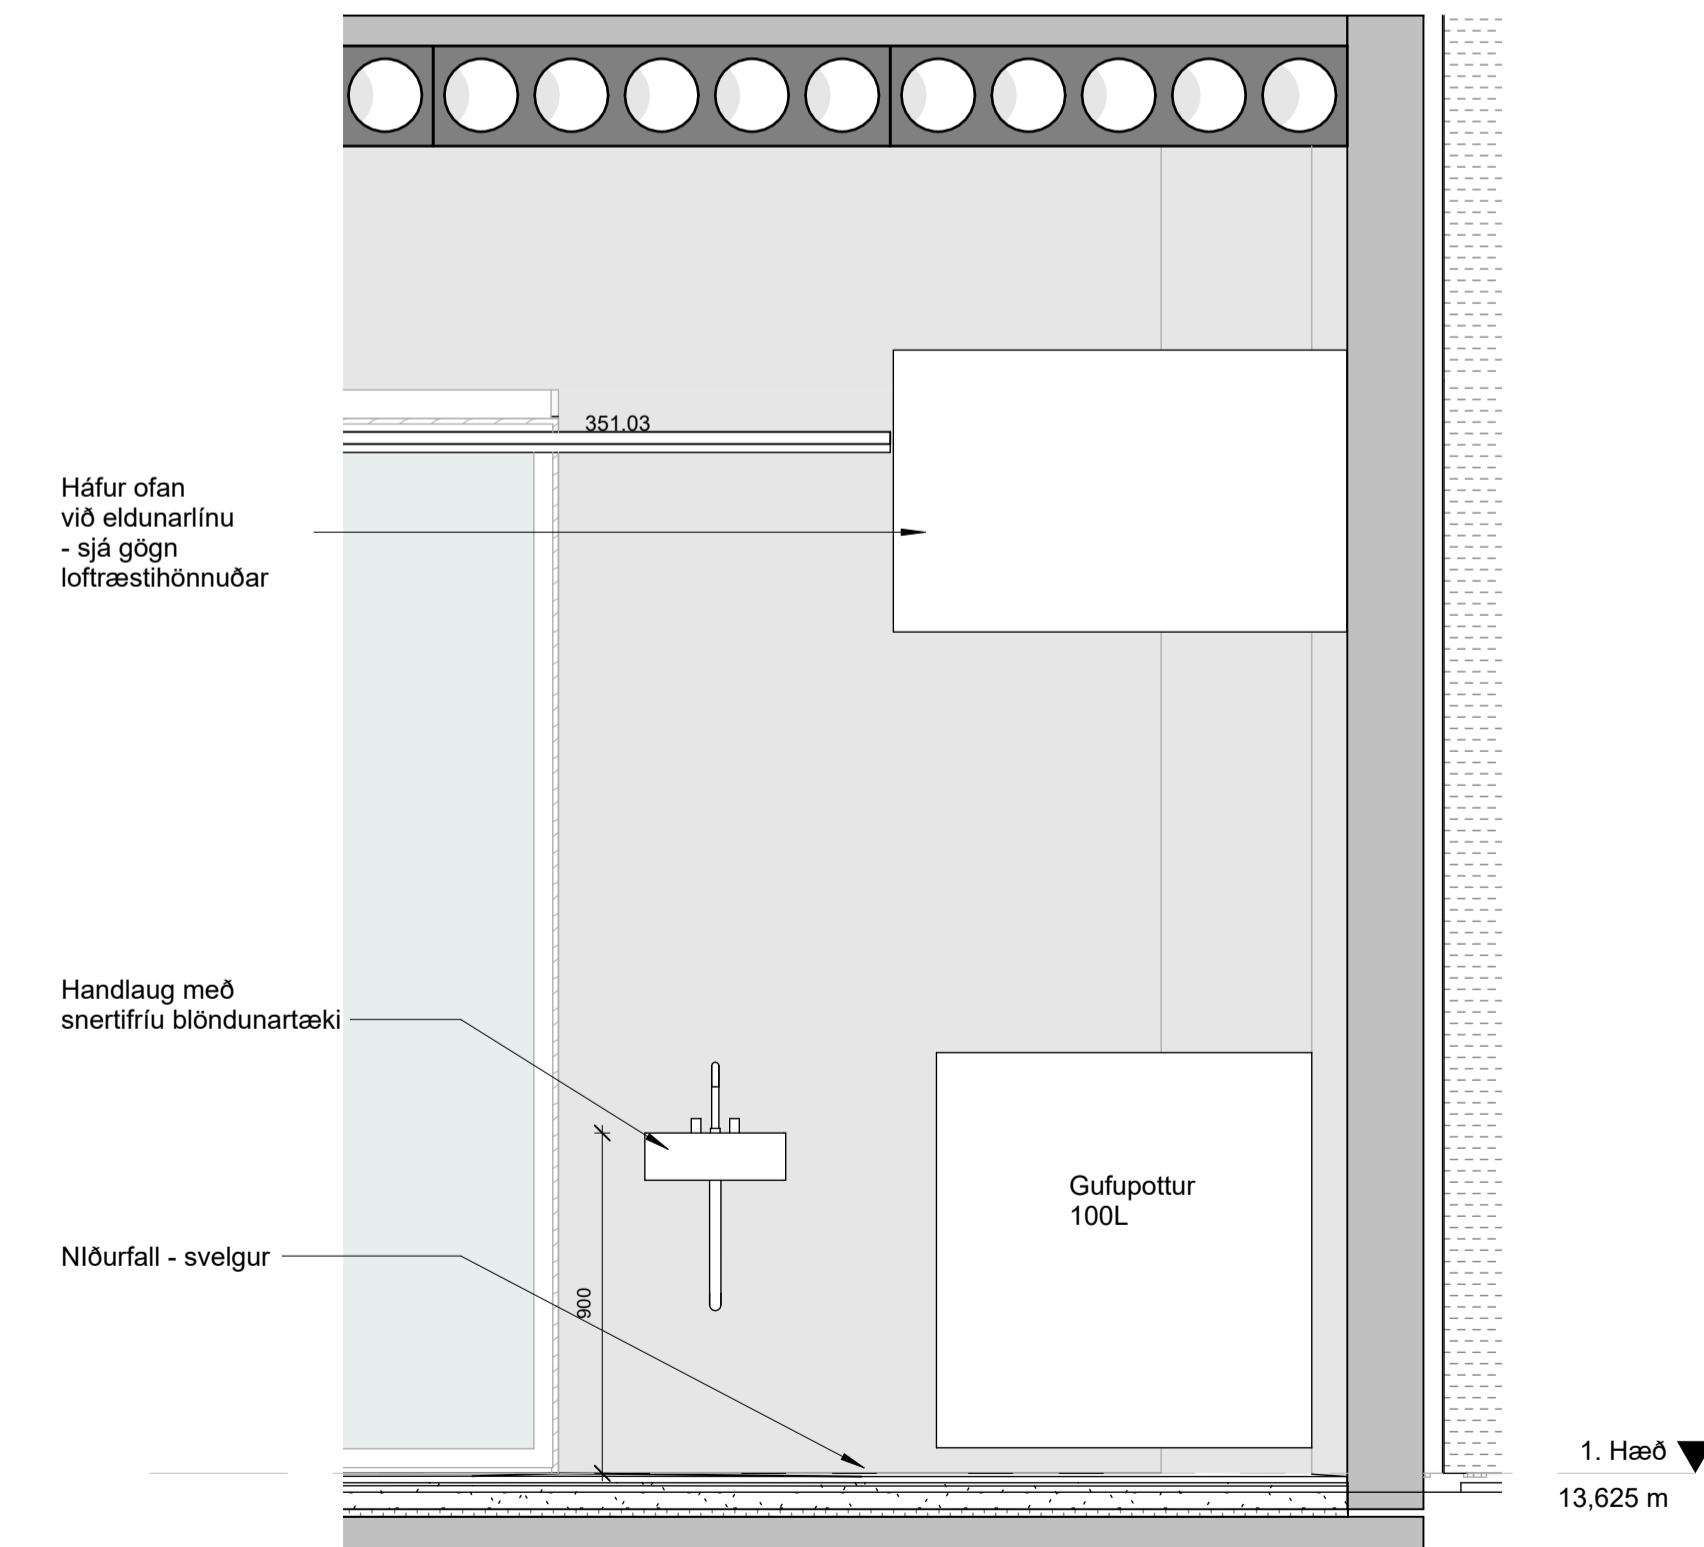 351.03
Háfur ofan
við eldunarlínu
- sjá gögn
loftræstihönnuðar
Handlaug með
snertifríu blöndunartæki
Gufupottur
100L
NIðurfall - svelgur
900
1. Hæð
13,625 m